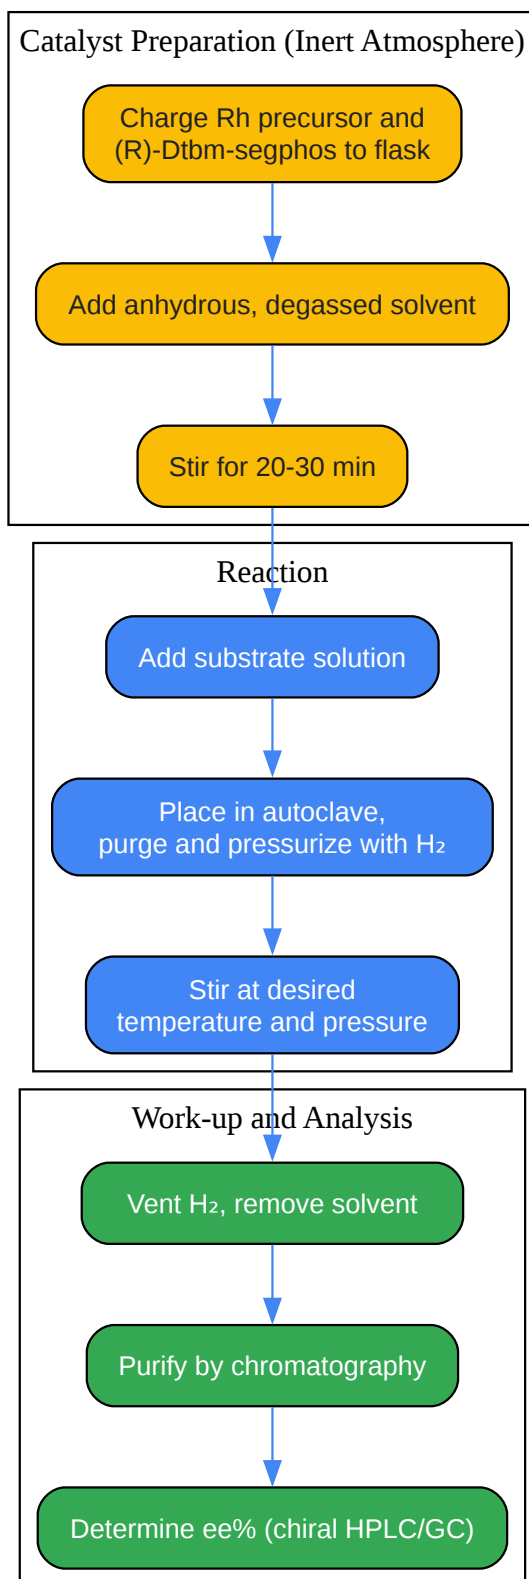 Catalyst Preparation (Inert Atmosphere)
Charge Rh precursor and
(R)-Dtbm-segphos to flask
Add anhydrous, degassed solvent
Stir for 20-30 min
Reaction
Add substrate solution
Place in autoclave,
purge and pressurize with H₂
Stir at desired
temperature and pressure
Work-up and Analysis
Vent H₂, remove solvent
Purify by chromatography
Determine ee% (chiral HPLC/GC)